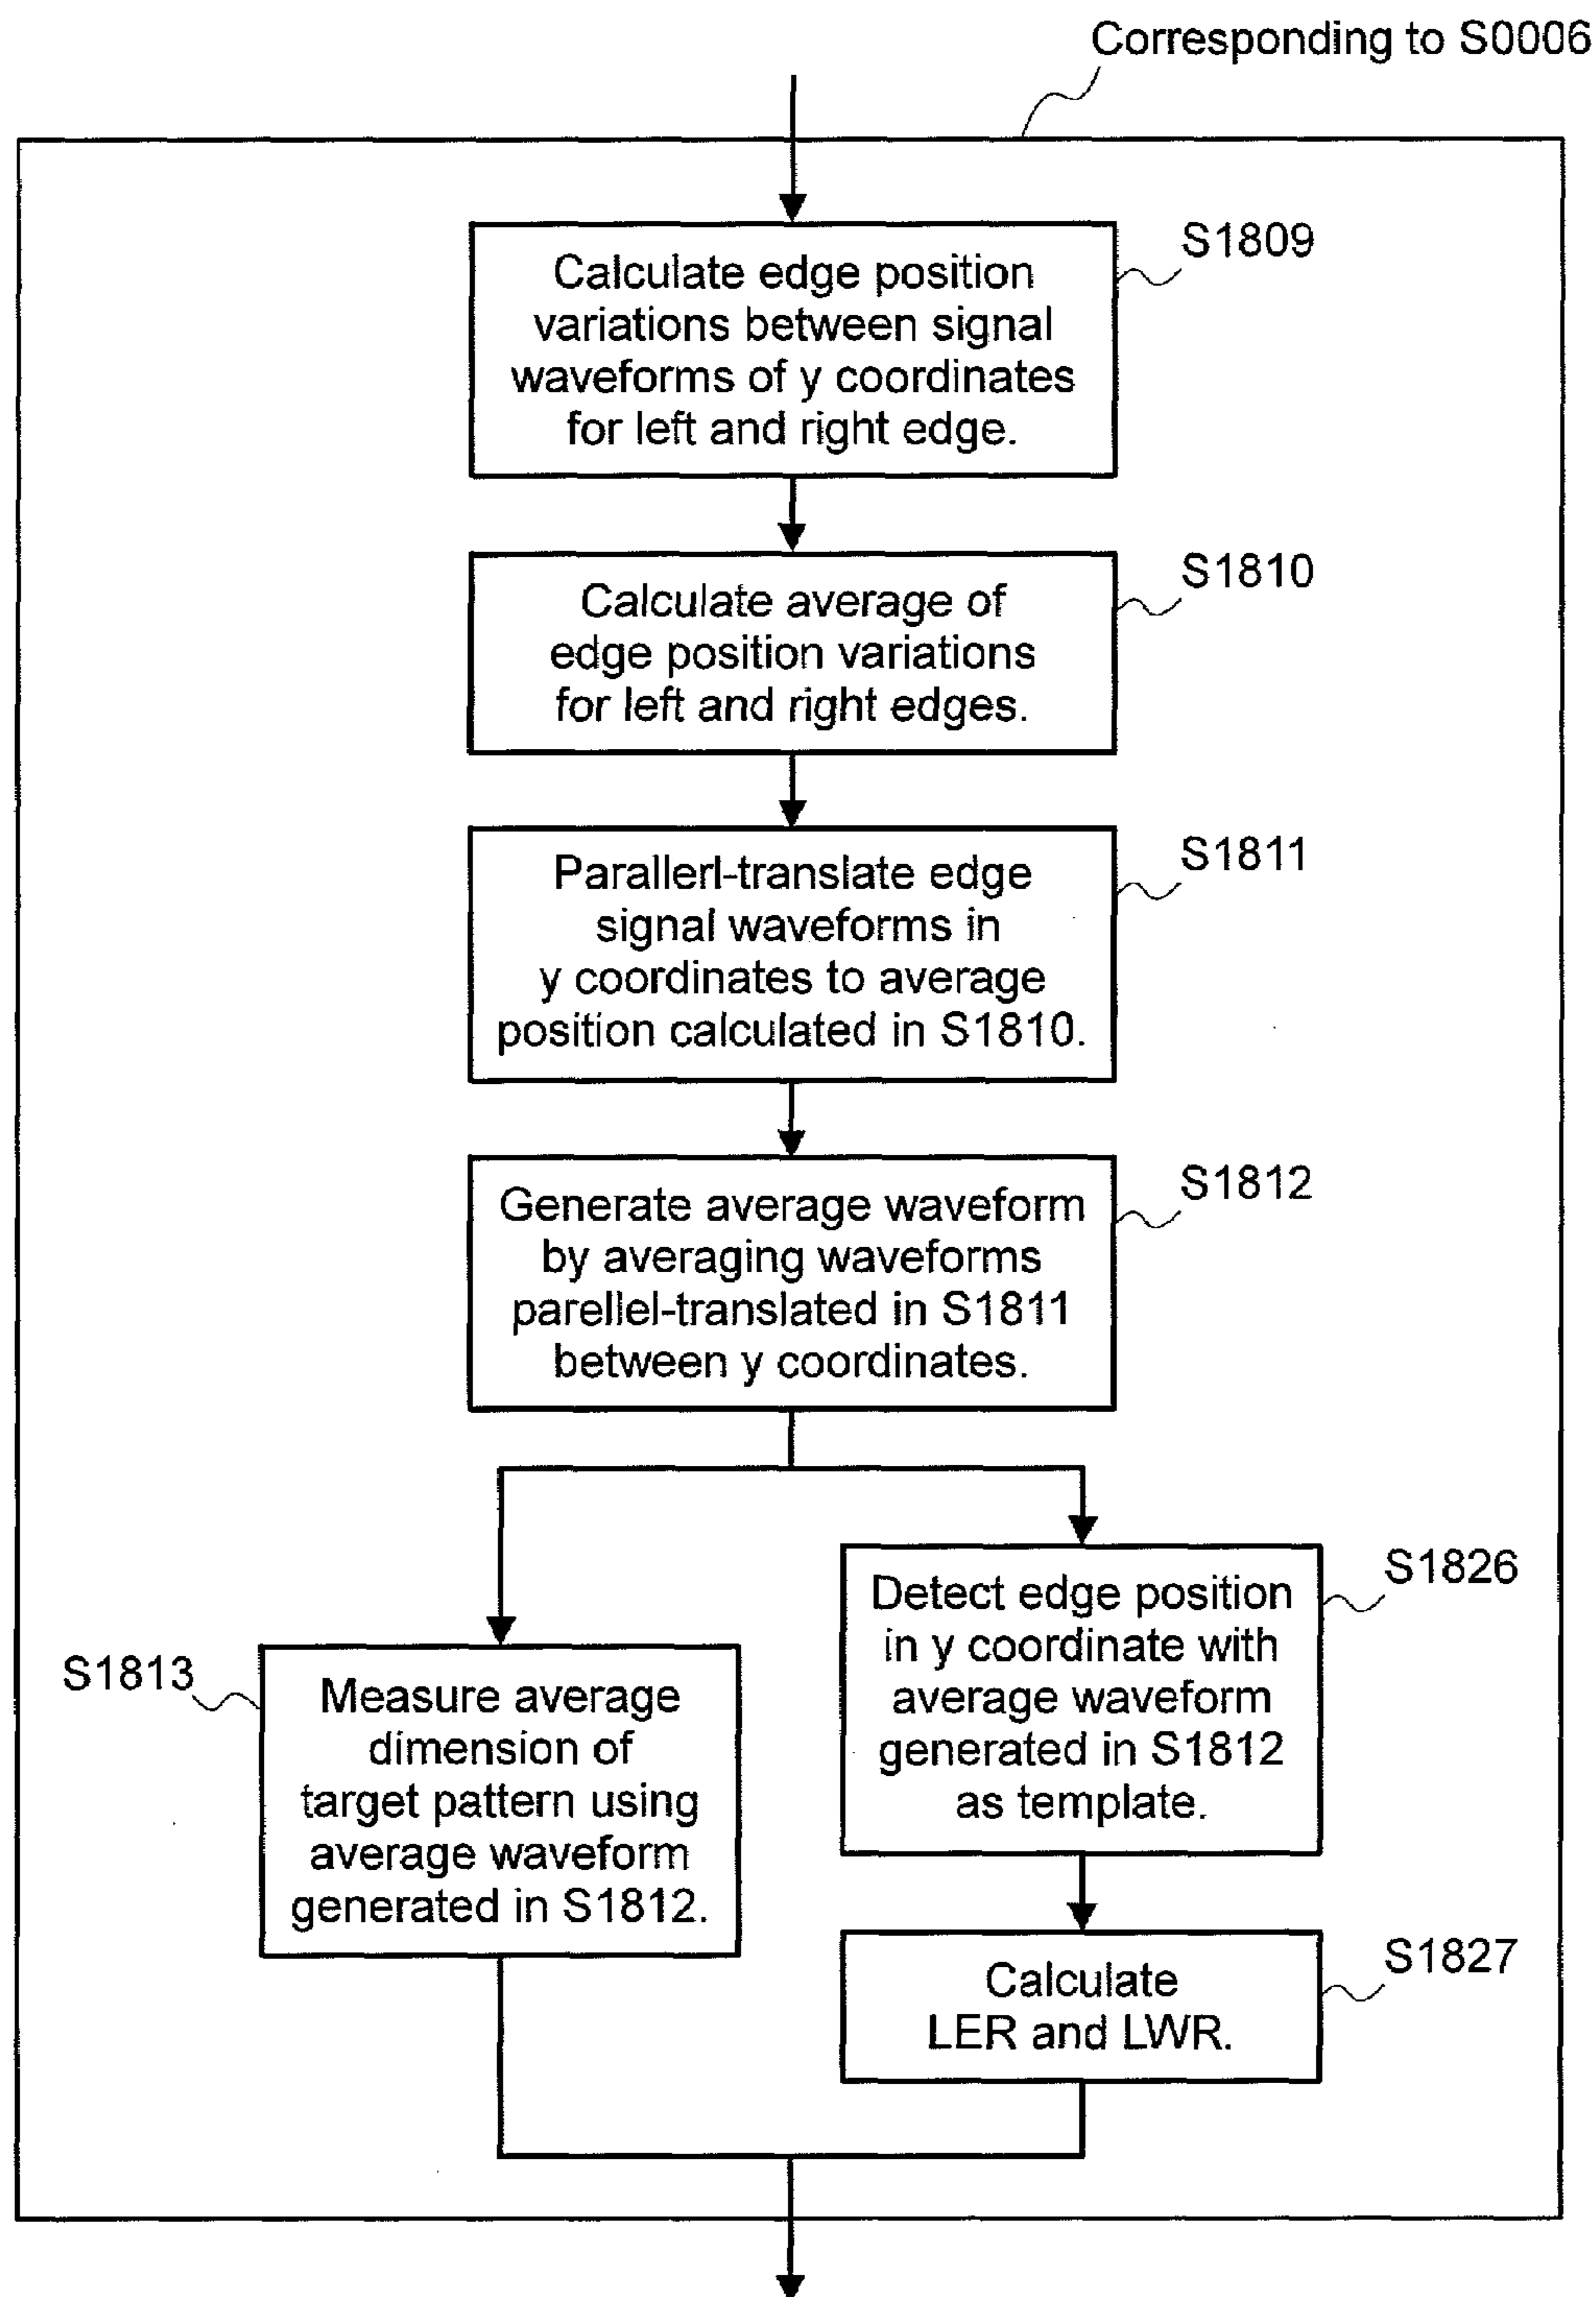 Corresponding to S0006
S1809
Calculate edge position
variations between signal
waveforms of y coordinates
for left and right edge.
S1810
Calculate average of
edge position variations
for left and right edges.
S1811
Parallerl-translate edge
signal waveforms in
y coordinates to average
position calculated in S1810.
S1812
Generate average waveform
by averaging waveforms
parellel-translated in S1811
between y coordinates.
S1813
Measure average
dimension of
target pattern using
average waveform
generated in S1812.
S1826
Detect edge position
in y coordinate with
average waveform
generated in S1812
as template.
S1827
Calculate
LER and LWR.